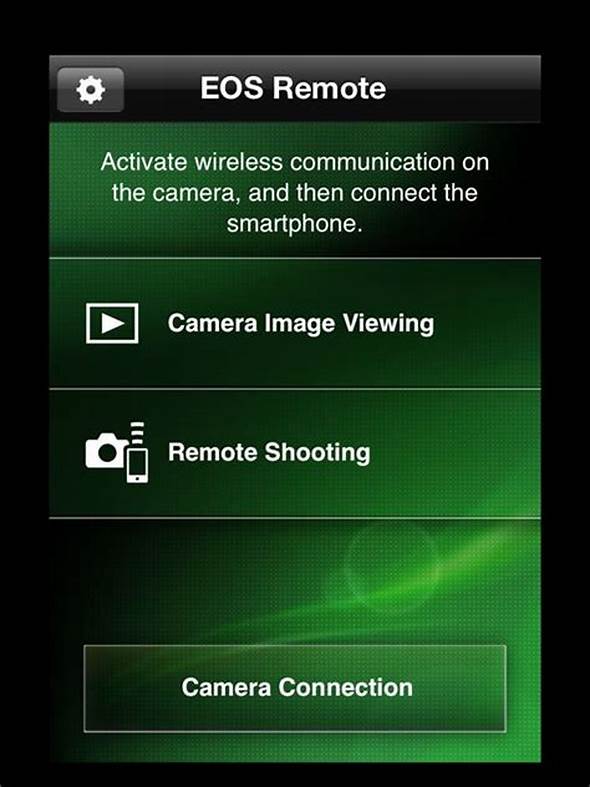 EOS Remote
Activate wireless communication on
the camera, and then connect the
smartphone.
Camera Image Viewing
Remote Shooting
Camera Connection